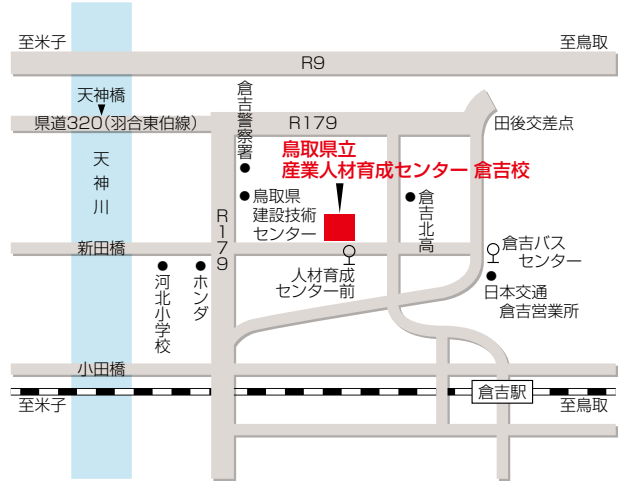 至米子
至鳥取
R9
天神橋
県道320(羽合東伯線)
倉吉警察署
R179
田後交差点
鳥取県立
産業人材育成センター 倉吉校
天神川
鳥取県
建設技術
センター
倉吉北高
R179
新田橋
人材育成
センター前
倉吉バス
センター
河北小学校
ホンダ
日本交通
倉吉営業所
小田橋
倉吉駅
至米子
至鳥取